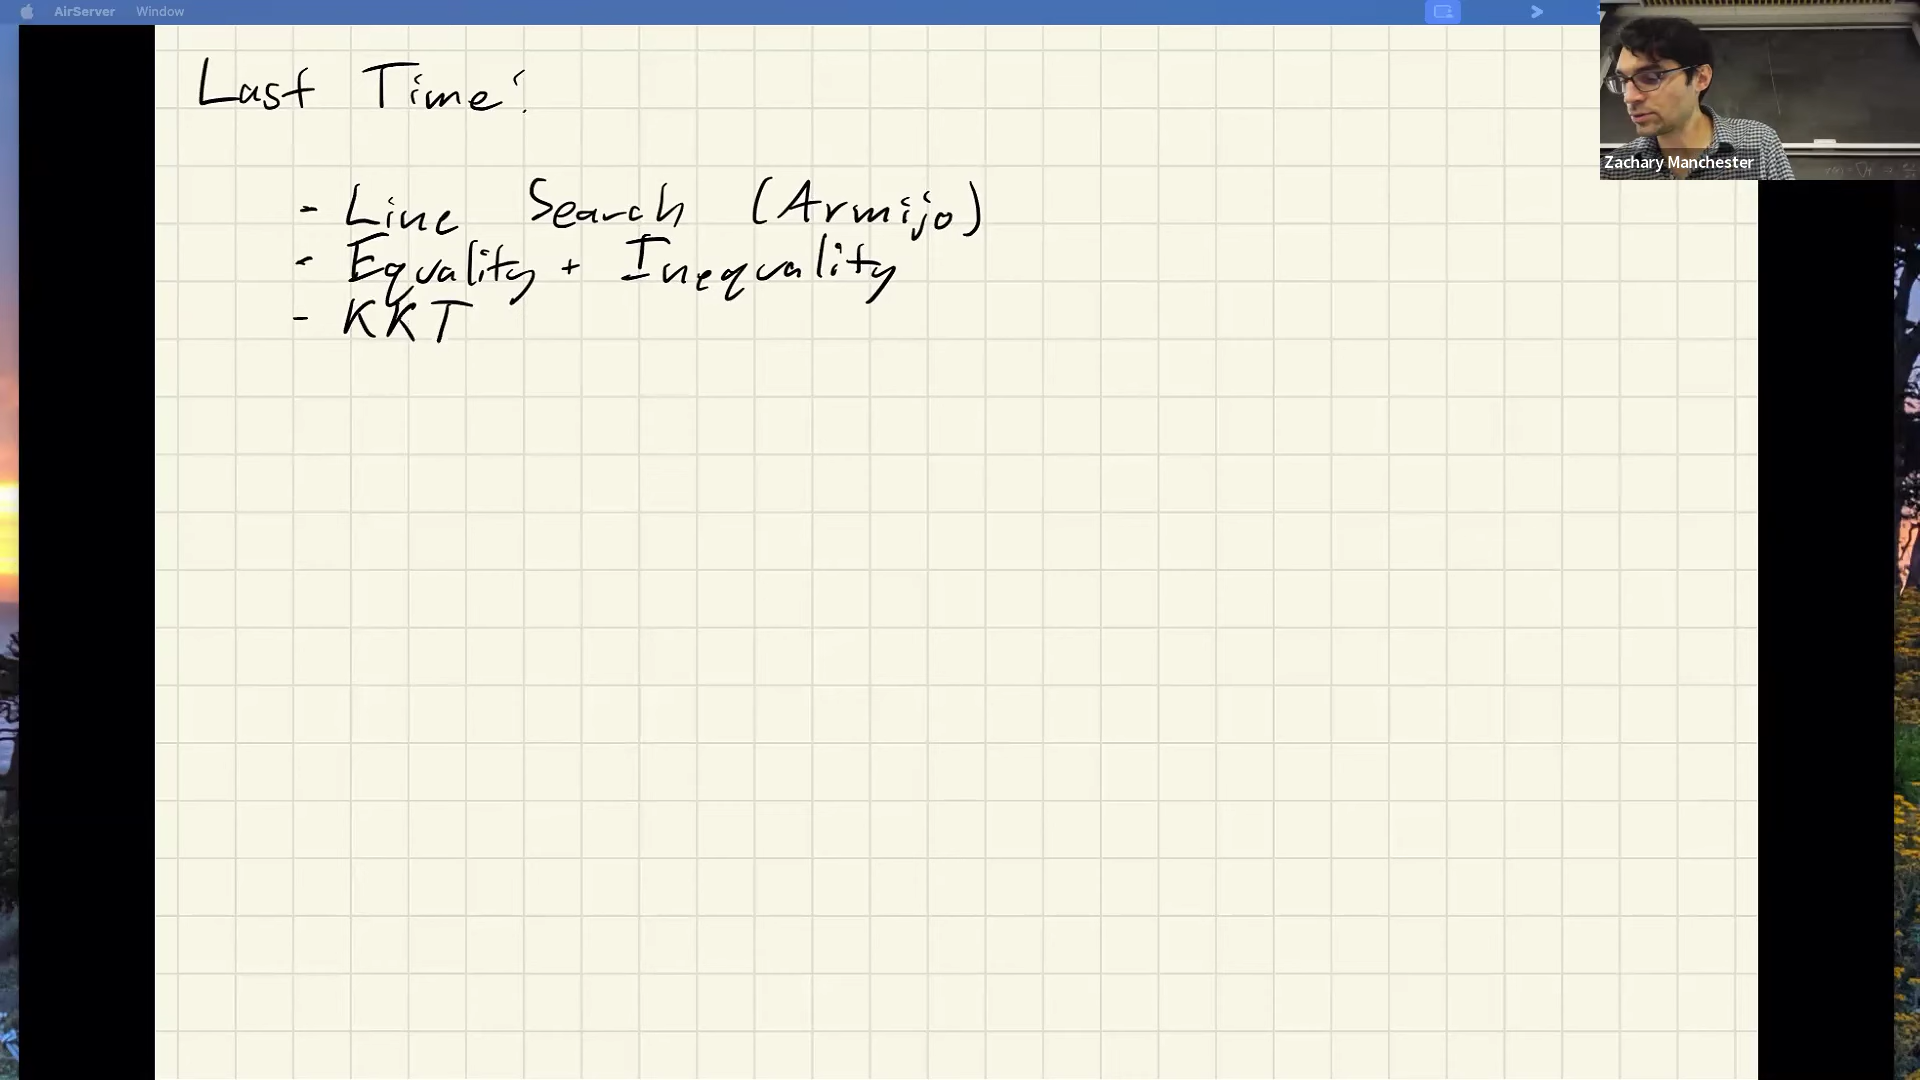 AirServer Window
Last Time:
- Line Search (Armijo)
- Equality + Inequality
- KKT
Zachary Manchester